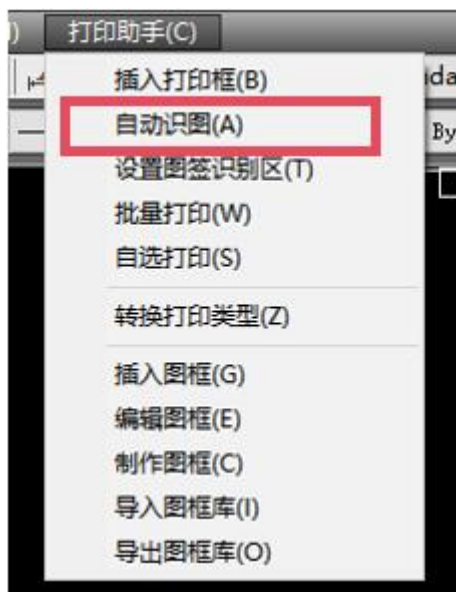 打印助手(C)
插入打印框(B)
自动识图(A)
设置图签识别区(T)
批量打印(W)
自选打印(S)
转换打印类型(Z)
插入图框(G)
编辑图框(E)
制作图框(C)
导入图框库(I)
导出图框库(O)
By